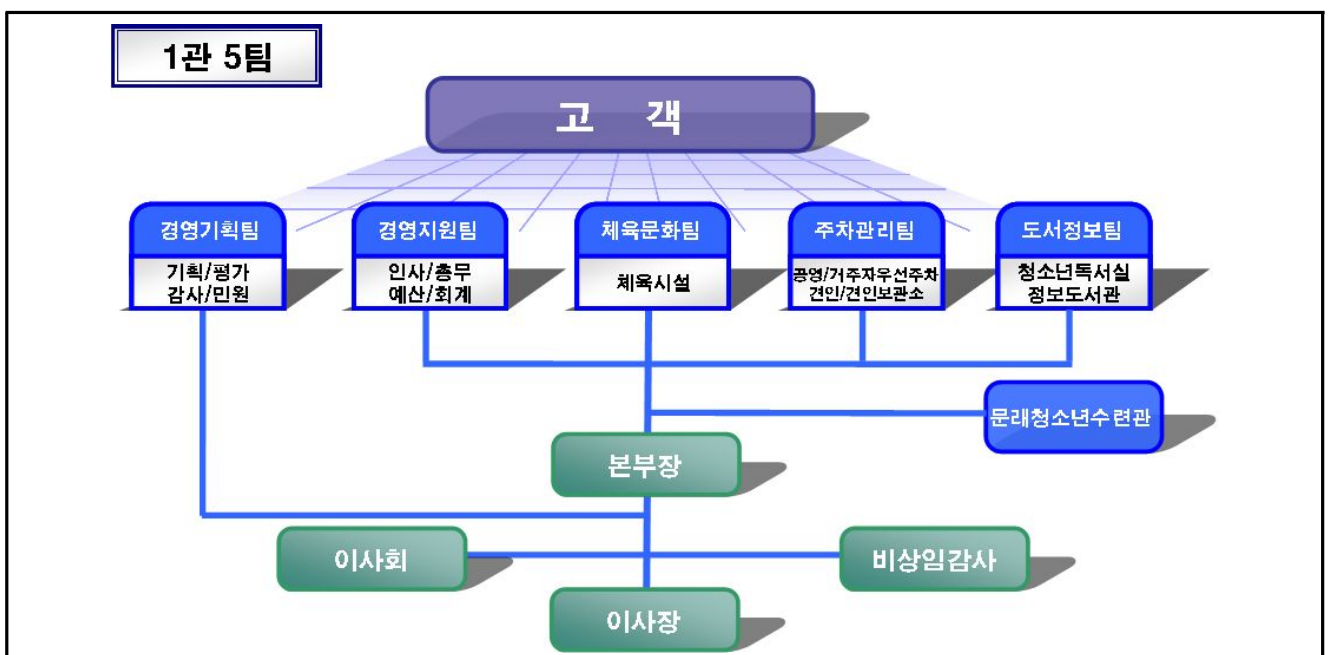 1관 5팀
고 객
경영기획팀
기획/평가
감사/민원
경영지원팀
인사/총무
예산/회계
체육문화팀
체육시설
주차관리팀
공영/거주자우선주차
견인/견인보관소
도서정보팀
청소년독서실
정보도서관
문래청소년수련관
본부장
이사회
비상임감사
이사장